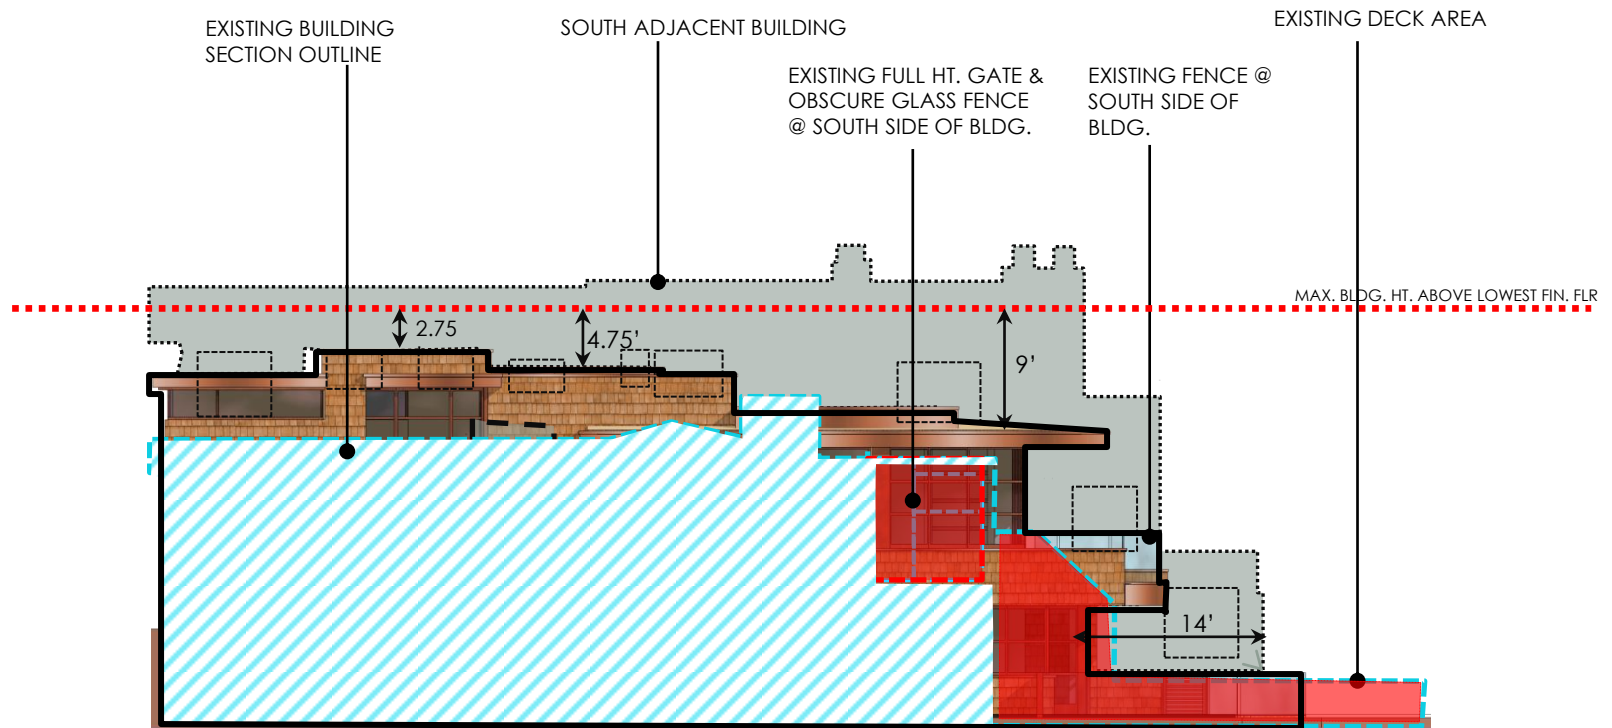 EXISTING BUILDING
SECTION OUTLINE
SOUTH ADJACENT BUILDING
EXISTING FULL HT. GATE &
OBSCURE GLASS FENCE
@ SOUTH SIDE OF BLDG.
EXISTING FENCE @
SOUTH SIDE OF
BLDG.
EXISTING DECK AREA
MAX. BLDG. HT. ABOVE LOWEST FIN. FLR
2.75
4.75'
9'
14'